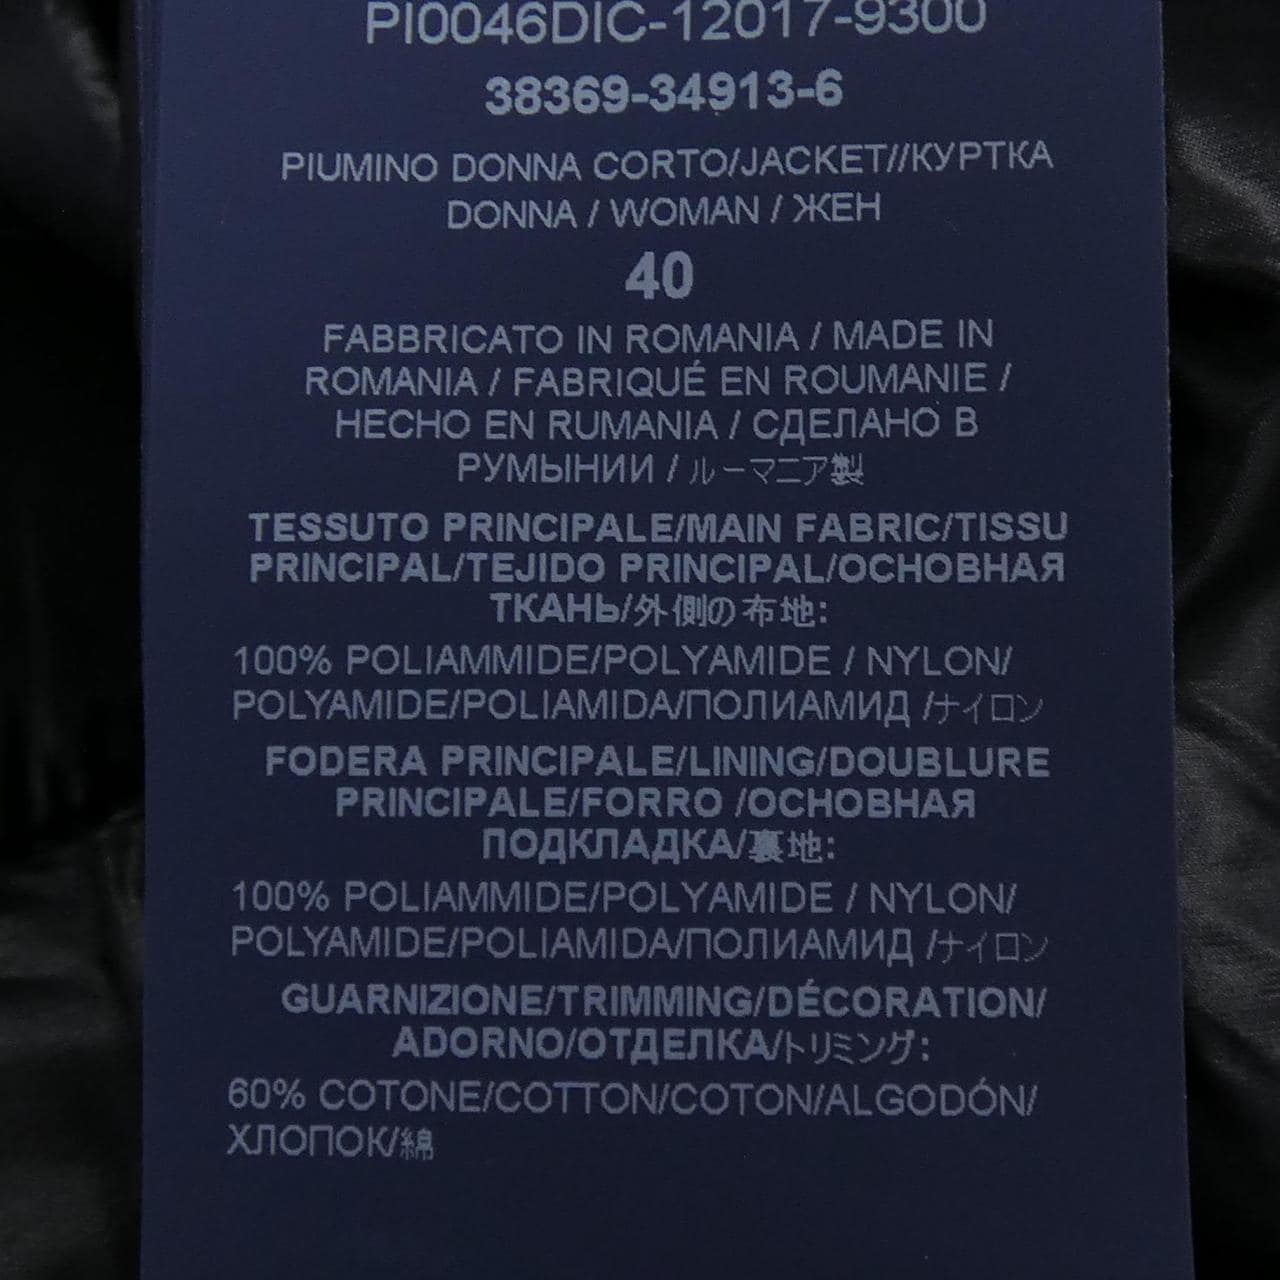 PI0046DIC-12017-9300
38369-34913-6
PIUMINO DONNA CORTO/JACKET//КУРТКА
DONNA / WOMAN / ЖЕН
40
FABBRICATO IN ROMANIA / MADE IN
ROMANIA / FABRIQUÉ EN ROUMANIE /
HECHO EN RUMANIA / СДЕЛАНО В
РУМЫНИИ / ルーマニア製
TESSUTO PRINCIPALE/MAIN FABRIC/TISSU
PRINCIPAL/TEJIDO PRINCIPAL/ОСНОВНАЯ
ТКАНЬ/外側の布地:
100% POLIAMMIDE/POLYAMIDE / NYLON/
POLYAMIDE/POLIAMIDA/ПОЛИАМИД /ナイロン
FODERA PRINCIPALE/LINING/DOUBLURE
PRINCIPALE/FORRO /ОСНОВНАЯ
ПОДКЛАДКА/裏地:
100% POLIAMMIDE/POLYAMIDE / NYLON/
POLYAMIDE/POLIAMIDA/ПОЛИАМИД /ナイロン
GUARNIZIONE/TRIMMING/DÉCORATION/
ADORNO/ОТДЕЛКА/トリミング:
60% COTONE/COTTON/COTON/ALGODÓN/
ХЛОПОК/綿